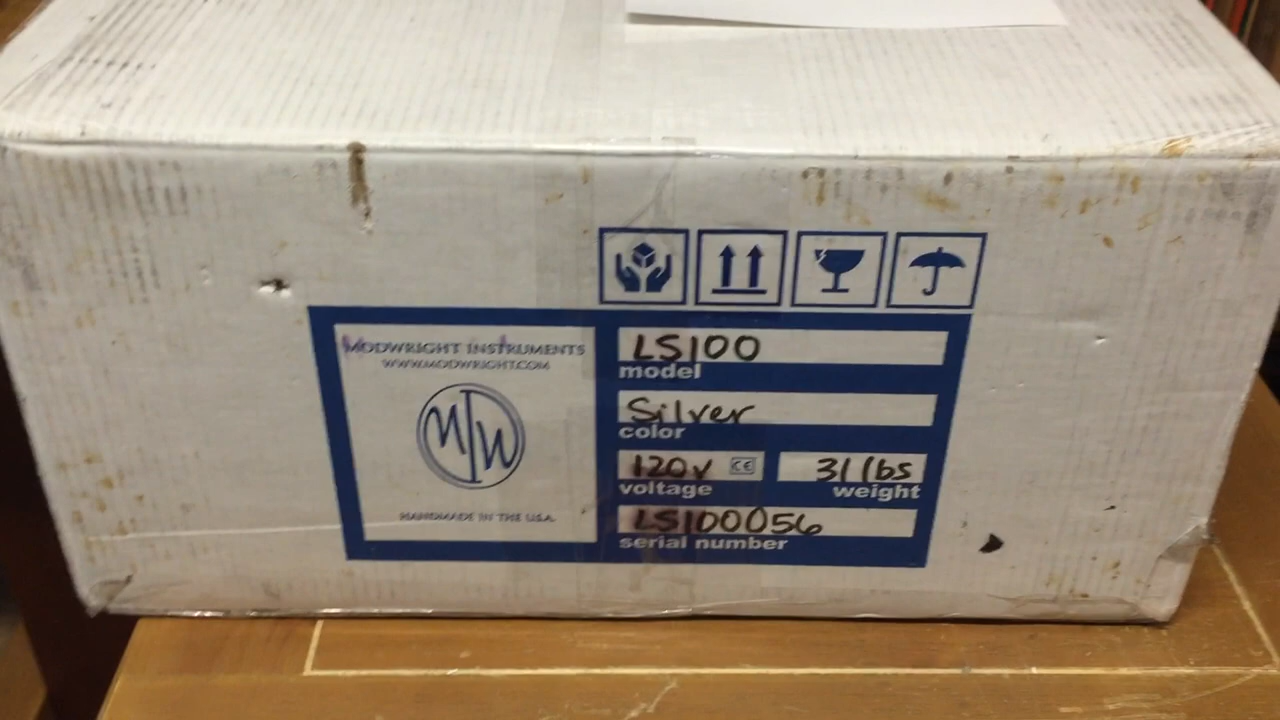 MODWRIGHT INSTRUMENTS
WWW.MODWRIGHT.COM
MW
HANDMADE IN THE U.S.A.
LS100
model
Silver
color
120v CE
voltage
31 lbs
weight
LS100056
serial number